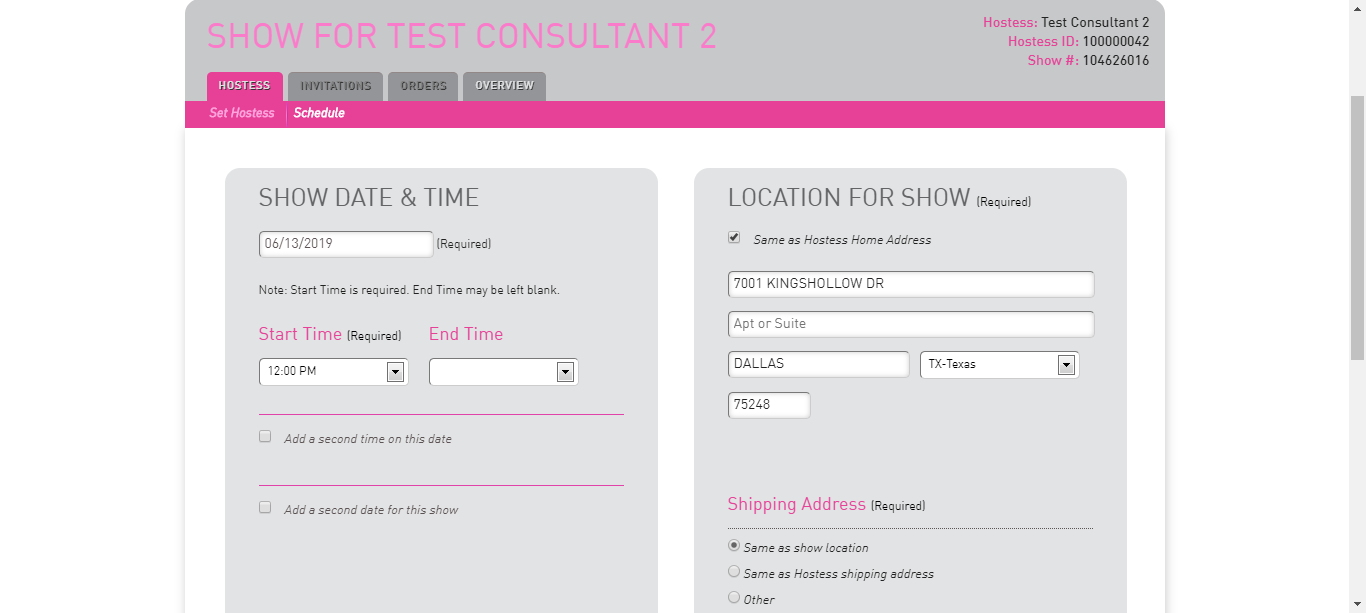 SHOW FOR TEST CONSULTANT 2
Hostess: Test Consultant 2
Hostess ID: 100000042
Show #: 104626016
HOSTESS INVITATIONS ORDERS OVERVIEW
Set Hostess Schedule
SHOW DATE & TIME
06/13/2019 (Required)
Note: Start Time is required. End Time may be left blank.
Start Time (Required) End Time
12:00 PM
Add a second time on this date
Add a second date for this show
LOCATION FOR SHOW (Required)
Same as Hostess Home Address
7001 KINGSHOLLOW DR
Apt or Suite
DALLAS TX-Texas
75248
Shipping Address (Required)
Same as show location
Same as Hostess shipping address
Other